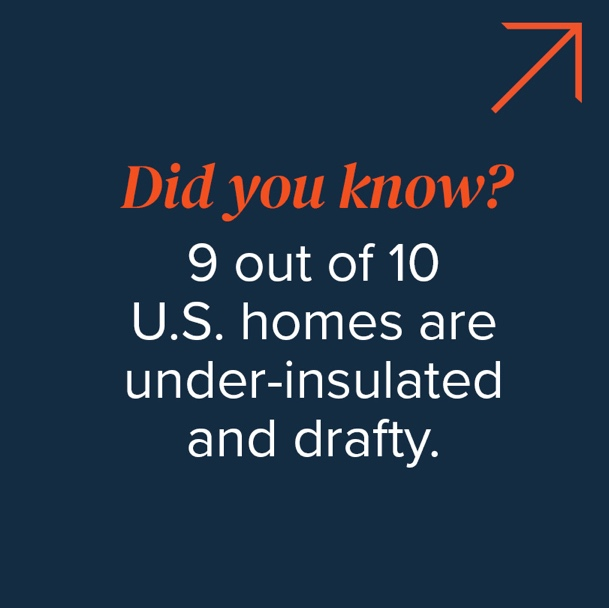 Did you know?
9 out of 10
U.S. homes are
under-insulated
and drafty.